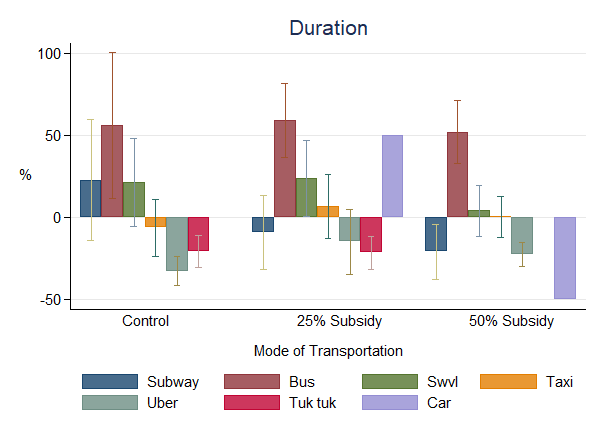 Duration
100
50
%
0
-50
Control 25% Subsidy 50% Subsidy
Mode of Transportation
Subway Bus Swvl Taxi
Uber Tuk tuk Car